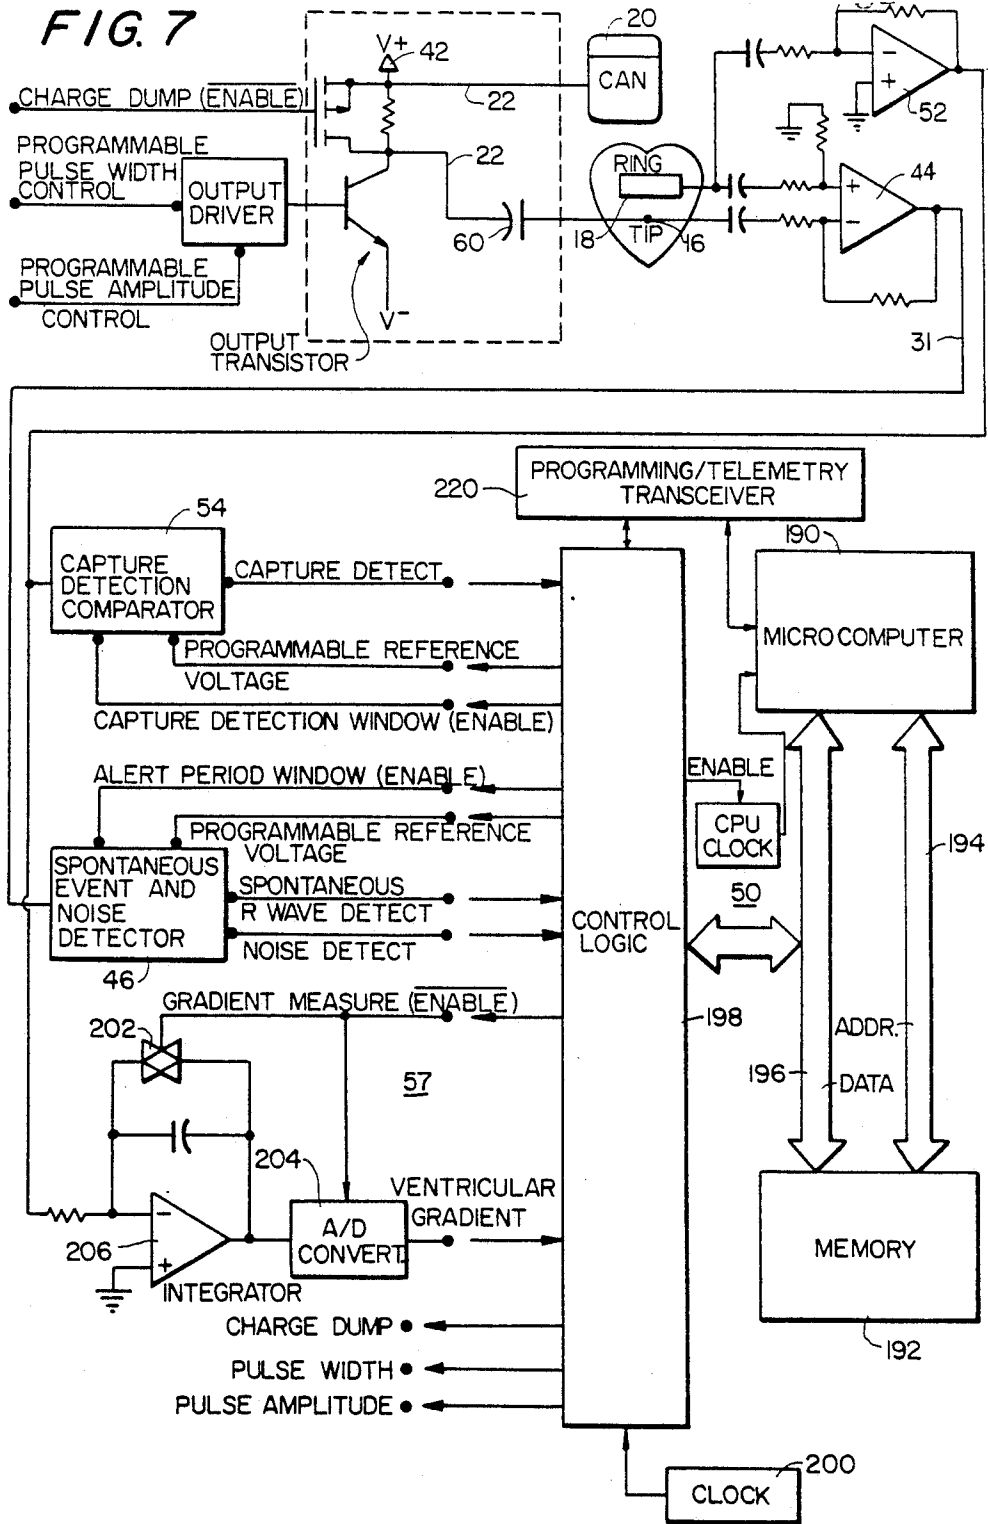 FIG. 7
V+
42
20
CAN
22
52
CHARGE DUMP (ENABLE)
PROGRAMMABLE
PULSE WIDTH
CONTROL
OUTPUT
DRIVER
22
RING
18
TIP
16
60
44
PROGRAMMABLE
PULSE AMPLITUDE
CONTROL
V-
OUTPUT
TRANSISTOR
31
PROGRAMMING/TELEMETRY
TRANSCEIVER
220
54
CAPTURE
DETECTION
COMPARATOR
CAPTURE DETECT
190
MICROCOMPUTER
PROGRAMMABLE REFERENCE
VOLTAGE
CAPTURE DETECTION WINDOW (ENABLE)
ALERT PERIOD WINDOW (ENABLE)
PROGRAMMABLE REFERENCE
VOLTAGE
ENABLE
CPU
CLOCK
50
194
SPONTANEOUS
EVENT AND
NOISE
DETECTOR
46
SPONTANEOUS
R WAVE DETECT
NOISE DETECT
CONTROL
LOGIC
198
GRADIENT MEASURE (ENABLE)
202
57
ADDR.
196
DATA
204
A/D
CONVERT.
VENTRICULAR
GRADIENT
206
INTEGRATOR
MEMORY
192
CHARGE DUMP
PULSE WIDTH
PULSE AMPLITUDE
CLOCK
200